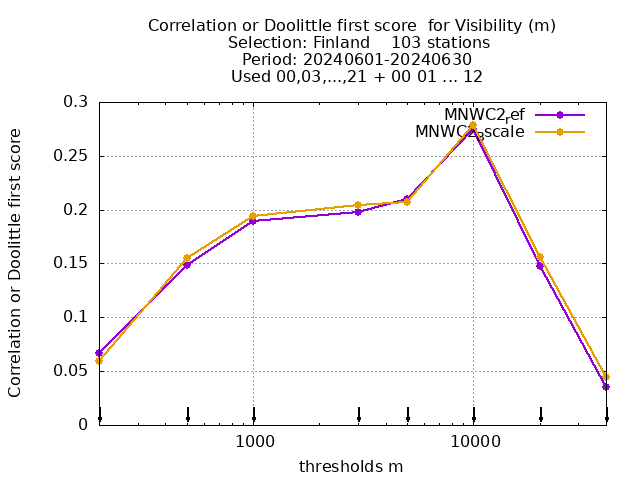 Correlation or Doolittle first score  for Visibility (m)
Selection: Finland    103 stations
Period: 20240601-20240630
Used 00,03,...,21 + 00 01 ... 12
Correlation or Doolittle first score
0.3
0.25
0.2
0.15
0.1
0.05
0
MNWC2ref
MNWC2_scale
1000
10000
thresholds m